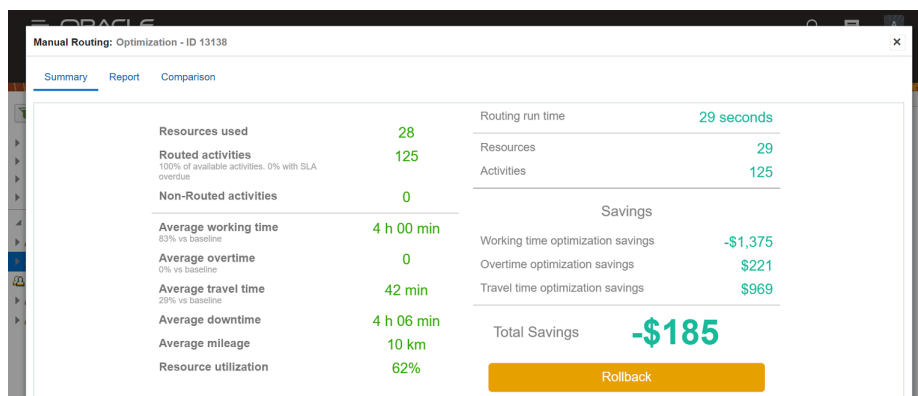 ORACLE
Manual Routing: Optimization - ID 13138
×
Summary Report Comparison
Resources used 28
Routed activities 125
100% of available activities. 0% with SLA
overdue
Non-Routed activities 0
Average working time 4 h 00 min
83% vs baseline
Average overtime 0
0% vs baseline
Average travel time 42 min
29% vs baseline
Average downtime 4 h 06 min
Average mileage 10 km
Resource utilization 62%
Routing run time 29 seconds
Resources 29
Activities 125
Savings
Working time optimization savings -$1,375
Overtime optimization savings $221
Travel time optimization savings $969
Total Savings -$185
Rollback